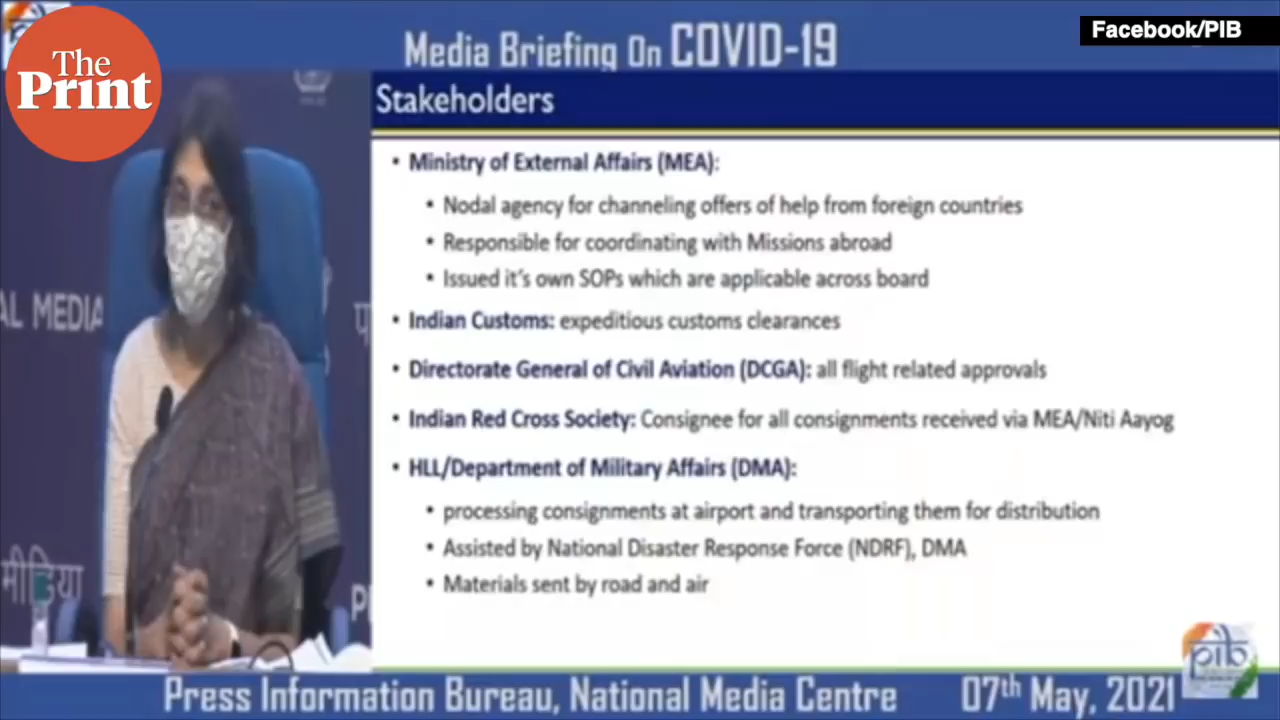 The
Print
Facebook/PIB
Media Briefing On COVID-19
Stakeholders
• Ministry of External Affairs (MEA):
• Nodal agency for channeling offers of help from foreign countries
• Responsible for coordinating with Missions abroad
• Issued it's own SOPs which are applicable across board
• Indian Customs: expeditious customs clearances
• Directorate General of Civil Aviation (DCGA): all flight related approvals
• Indian Red Cross Society: Consignee for all consignments received via MEA/Niti Aayog
• HLL/Department of Military Affairs (DMA):
• processing consignments at airport and transporting them for distribution
• Assisted by National Disaster Response Force (NDRF), DMA
• Materials sent by road and air
AL MEDIA
मीडिया
pib
Press Information Bureau, National Media Centre 07th May, 2021